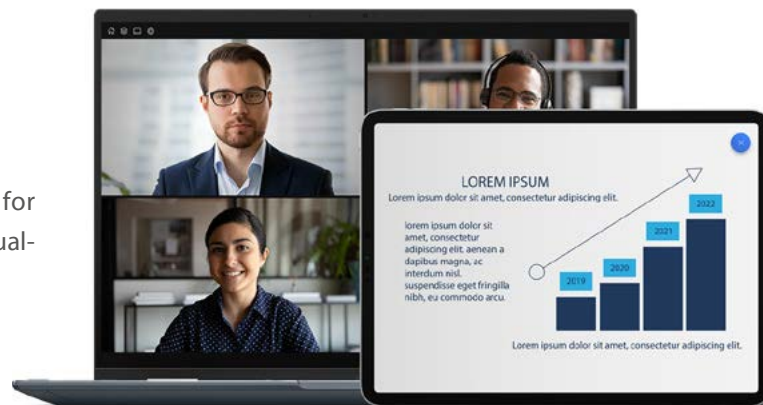 for
ual-
LOREM IPSUM
Lorem ipsum dolor sit amet, consectetur adipiscing elit.
lorem ipsum dolor sit
amet, consectetur
adipiscing elit, aenean a
dapibus magna, ac
interdum nisl.
suspendisse eget fringilla
nibh, eu commodo arcu.
2019
2020
2021
2022
Lorem ipsum dolor sit amet, consectetur adipiscing elit.